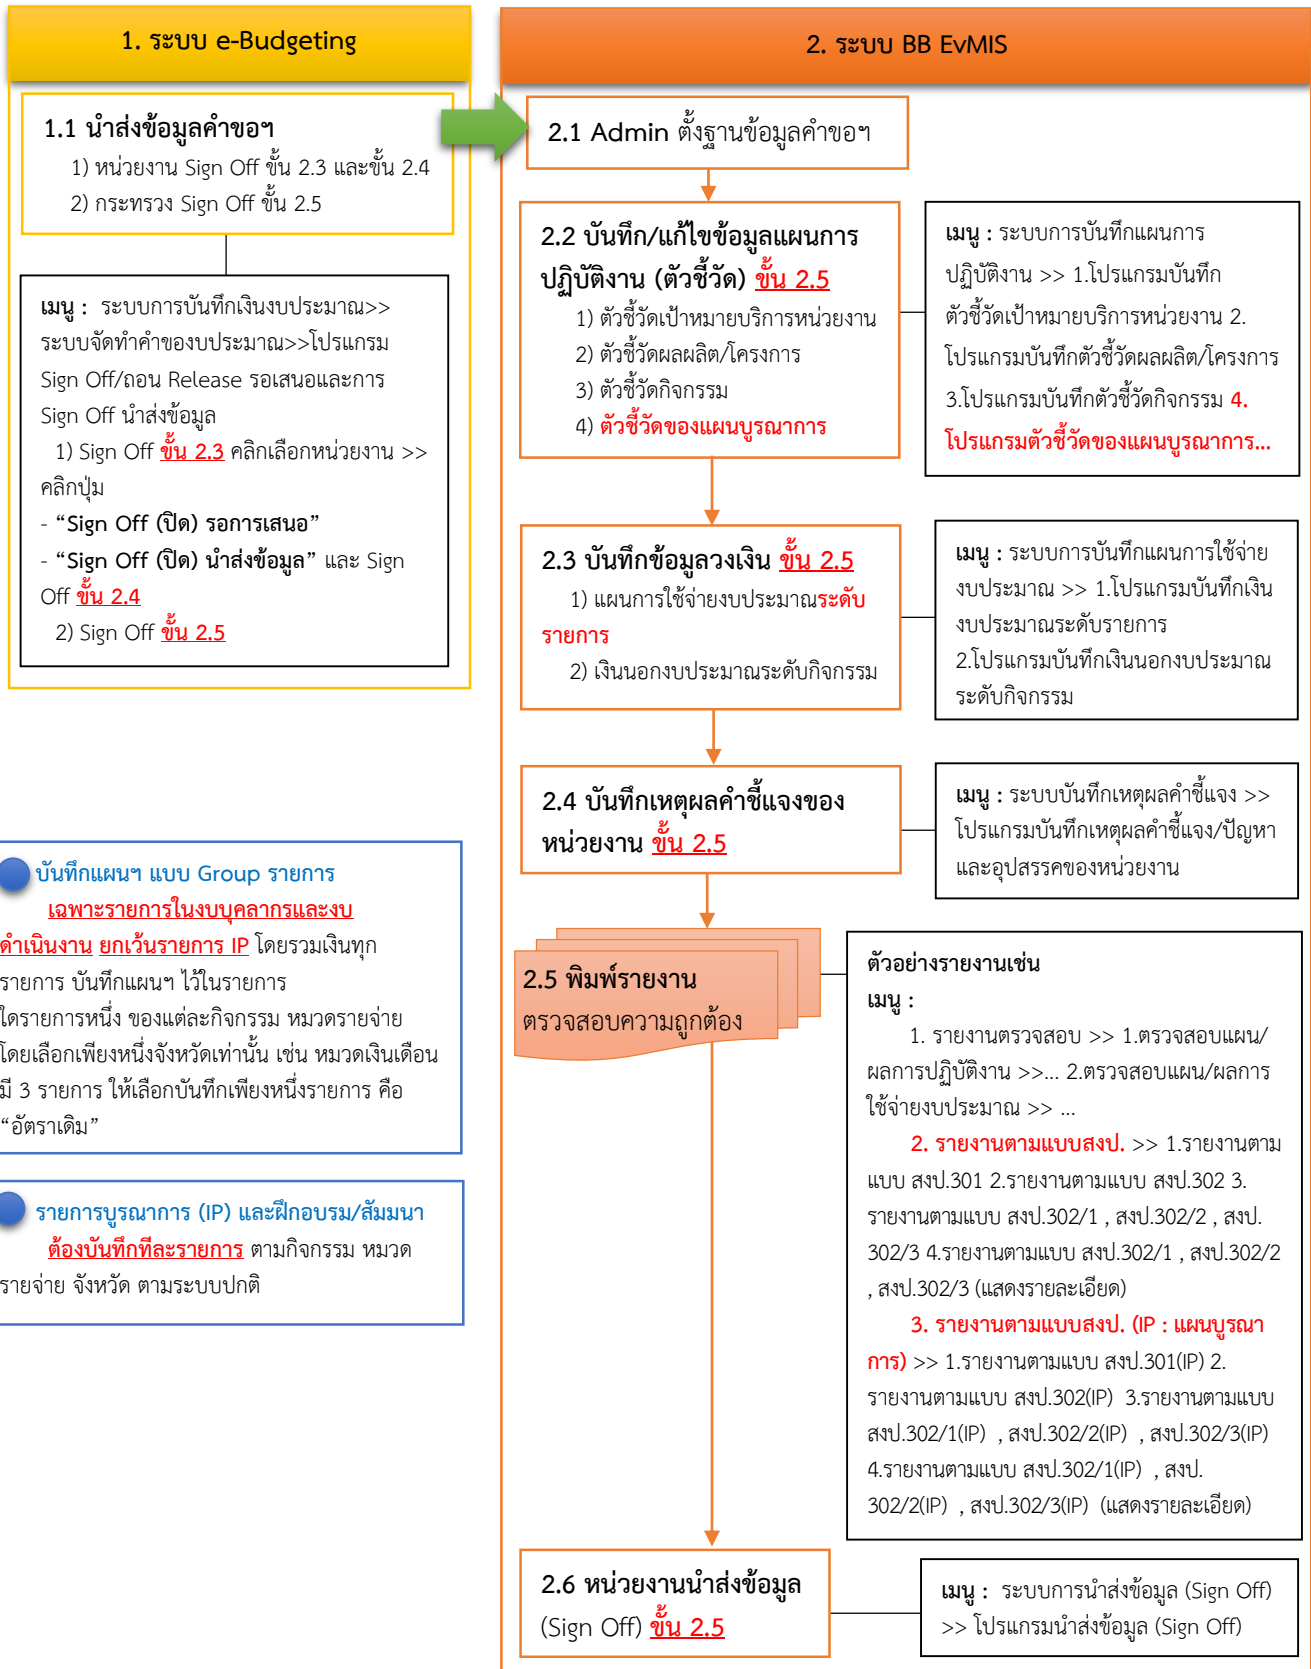 1. ระบบ e-Budgeting
1.1 นำส่งข้อมูลคำขอฯ
1) หน่วยงาน Sign Off ขั้น 2.3 และขั้น 2.4
2) กระทรวง Sign Off ขั้น 2.5
เมนู : ระบบการบันทึกเงินงบประมาณ>>
ระบบจัดทำคำของบประมาณ>>โปรแกรม
Sign Off/ถอน Release รอเสนอและการ
Sign Off นำส่งข้อมูล
1) Sign Off ขั้น 2.3 คลิกเลือกหน่วยงาน >>
คลิกปุ่ม
- “Sign Off (ปิด) รอการเสนอ”
- “Sign Off (ปิด) นำส่งข้อมูล” และ Sign
Off ขั้น 2.4
2) Sign Off ขั้น 2.5
บันทึกแผนฯ แบบ Group รายการ
เฉพาะรายการในงบบุคลากรและงบ
ดำเนินงาน ยกเว้นรายการ IP โดยรวมเงินทุก
รายการ บันทึกแผนฯ ไว้ในรายการ
ใดรายการหนึ่ง ของแต่ละกิจกรรม หมวดรายจ่าย
โดยเลือกเพียงหนึ่งจังหวัดเท่านั้น เช่น หมวดเงินเดือน
มี 3 รายการ ให้เลือกบันทึกเพียงหนึ่งรายการ คือ
“อัตราเดิม”
รายการบูรณาการ (IP) และฝึกอบรม/สัมมนา
ต้องบันทึกทีละรายการ ตามกิจกรรม หมวด
รายจ่าย จังหวัด ตามระบบปกติ
2. ระบบ BB EvMIS
2.1 Admin ตั้งฐานข้อมูลคำขอฯ
2.2 บันทึก/แก้ไขข้อมูลแผนการ
ปฏิบัติงาน (ตัวชี้วัด) ขั้น 2.5
1) ตัวชี้วัดเป้าหมายบริการหน่วยงาน
2) ตัวชี้วัดผลผลิต/โครงการ
3) ตัวชี้วัดกิจกรรม
4) ตัวชี้วัดของแผนบูรณาการ
เมนู : ระบบการบันทึกแผนการ
ปฏิบัติงาน >> 1.โปรแกรมบันทึก
ตัวชี้วัดเป้าหมายบริการหน่วยงาน 2.
โปรแกรมบันทึกตัวชี้วัดผลผลิต/โครงการ
3.โปรแกรมบันทึกตัวชี้วัดกิจกรรม 4.
โปรแกรมตัวชี้วัดของแผนบูรณาการ...
2.3 บันทึกข้อมูลวงเงิน ขั้น 2.5
1) แผนการใช้จ่ายงบประมาณระดับ
รายการ
2) เงินนอกงบประมาณระดับกิจกรรม
เมนู : ระบบการบันทึกแผนการใช้จ่าย
งบประมาณ >> 1.โปรแกรมบันทึกเงิน
งบประมาณระดับรายการ
2.โปรแกรมบันทึกเงินนอกงบประมาณ
ระดับกิจกรรม
2.4 บันทึกเหตุผลคำชี้แจงของ
หน่วยงาน ขั้น 2.5
เมนู : ระบบบันทึกเหตุผลคำชี้แจง >>
โปรแกรมบันทึกเหตุผลคำชี้แจง/ปัญหา
และอุปสรรคของหน่วยงาน
2.5 พิมพ์รายงาน
ตรวจสอบความถูกต้อง
ตัวอย่างรายงานเช่น
เมนู :
1. รายงานตรวจสอบ >> 1.ตรวจสอบแผน/
ผลการปฏิบัติงาน >>... 2.ตรวจสอบแผน/ผลการ
ใช้จ่ายงบประมาณ >> ...
2. รายงานตามแบบสงป. >> 1.รายงานตาม
แบบ สงป.301 2.รายงานตามแบบ สงป.302 3.
รายงานตามแบบ สงป.302/1 , สงป.302/2 , สงป.
302/3 4.รายงานตามแบบ สงป.302/1 , สงป.302/2
, สงป.302/3 (แสดงรายละเอียด)
3. รายงานตามแบบสงป. (IP : แผนบูรณา
การ) >> 1.รายงานตามแบบ สงป.301(IP) 2.
รายงานตามแบบ สงป.302(IP) 3.รายงานตามแบบ
สงป.302/1(IP) , สงป.302/2(IP) , สงป.302/3(IP)
4.รายงานตามแบบ สงป.302/1(IP) , สงป.
302/2(IP) , สงป.302/3(IP) (แสดงรายละเอียด)
2.6 หน่วยงานนำส่งข้อมูล
(Sign Off) ขั้น 2.5
เมนู : ระบบการนำส่งข้อมูล (Sign Off)
>> โปรแกรมนำส่งข้อมูล (Sign Off)